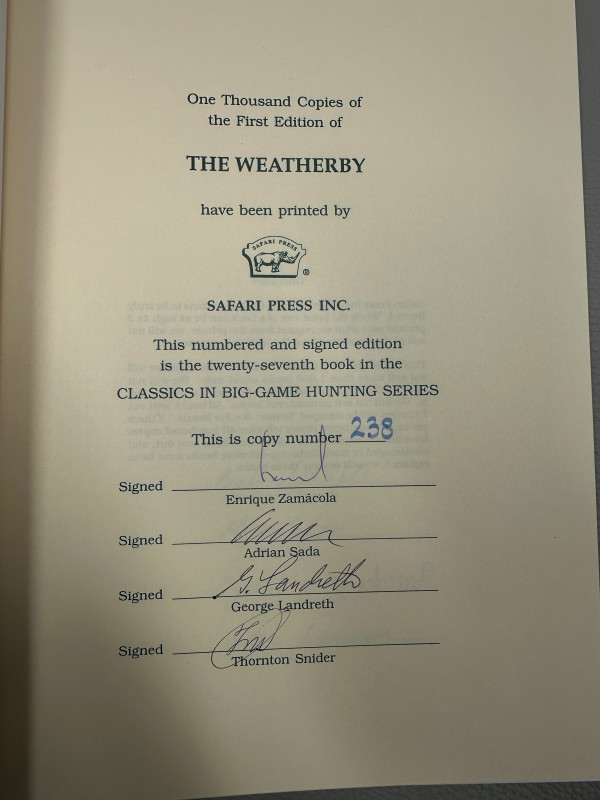 One Thousand Copies of
the First Edition of
THE WEATHERBY
have been printed by
SAFARI PRESS
®
SAFARI PRESS INC.
This numbered and signed edition
is the twenty-seventh book in the
CLASSICS IN BIG-GAME HUNTING SERIES
This is copy number 238
Signed
Enrique Zamácola
Signed
Adrian Sada
Signed G. Landreth
George Landreth
Signed
Thornton Snider